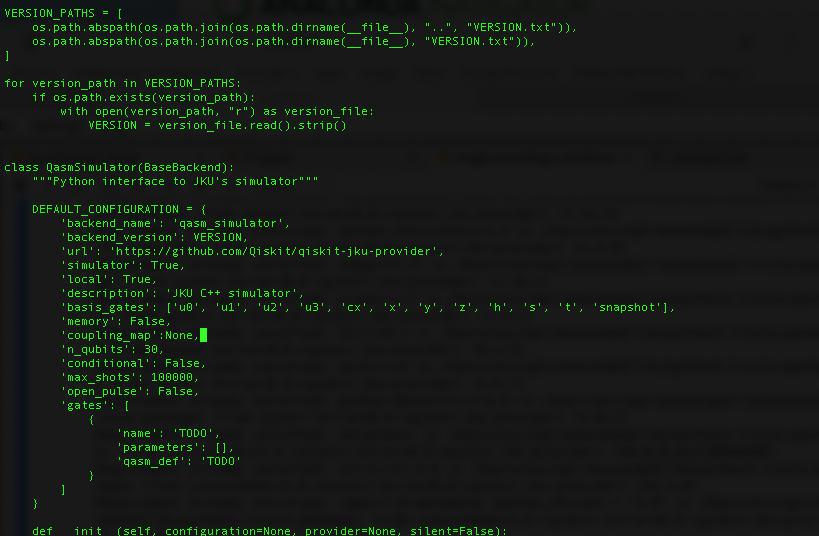 VERSION_PATHS = [
    os.path.abspath(os.path.join(os.path.dirname(__file__), "..", "VERSION.txt")),
    os.path.abspath(os.path.join(os.path.dirname(__file__), "VERSION.txt")),
]

for version_path in VERSION_PATHS:
    if os.path.exists(version_path):
        with open(version_path, "r") as version_file:
            VERSION = version_file.read().strip()


class QasmSimulator(BaseBackend):
    """Python interface to JKU's simulator"""

    DEFAULT_CONFIGURATION = {
        'backend_name': 'qasm_simulator',
        'backend_version': VERSION,
        'url': 'https://github.com/Qiskit/qiskit-jku-provider',
        'simulator': True,
        'local': True,
        'description': 'JKU C++ simulator',
        'basis_gates': ['u0', 'u1', 'u2', 'u3', 'cx', 'x', 'y', 'z', 'h', 's', 't', 'snapshot'],
        'memory': False,
        'coupling_map':None,
        'n_qubits': 30,
        'conditional': False,
        'max_shots': 100000,
        'open_pulse': False,
        'gates': [
            {
                'name': 'TODO',
                'parameters': [],
                'qasm_def': 'TODO'
            }
        ]
    }

    def __init__(self, configuration=None, provider=None, silent=False):